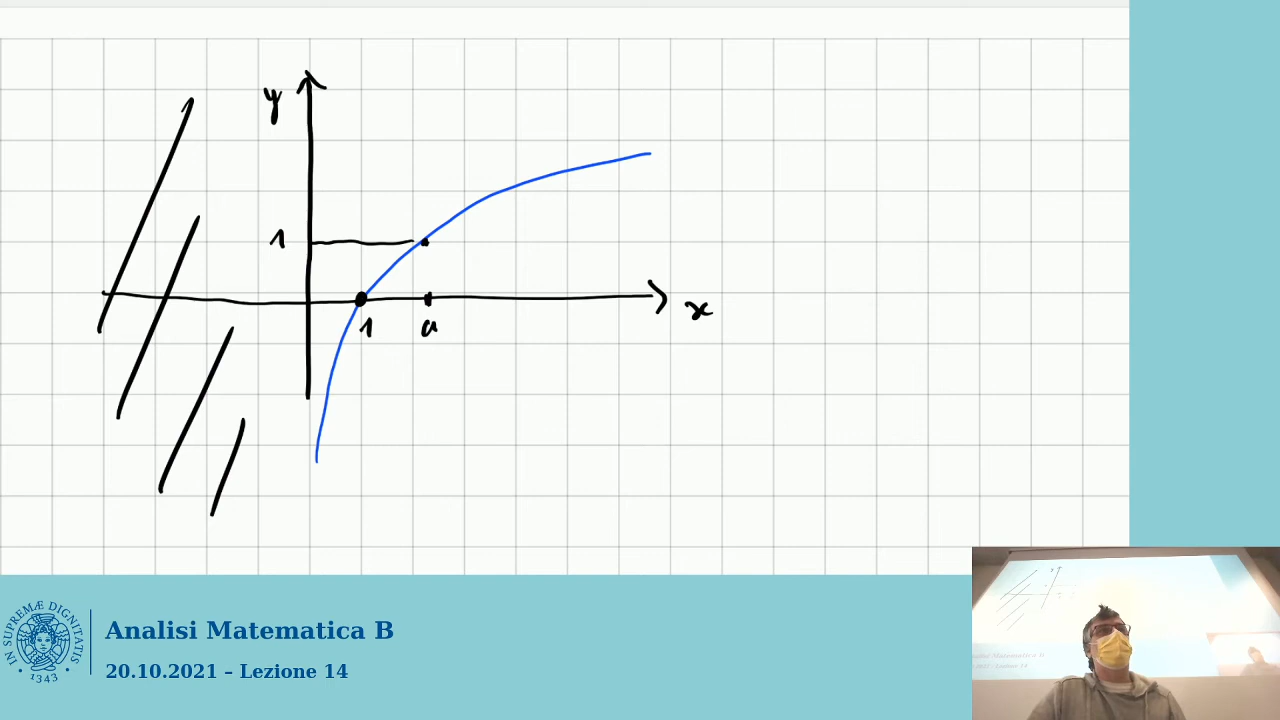 y
1
1 a
x
IN SUPREMÆ DIGNITATIS
1343
Analisi Matematica B
20.10.2021 – Lezione 14